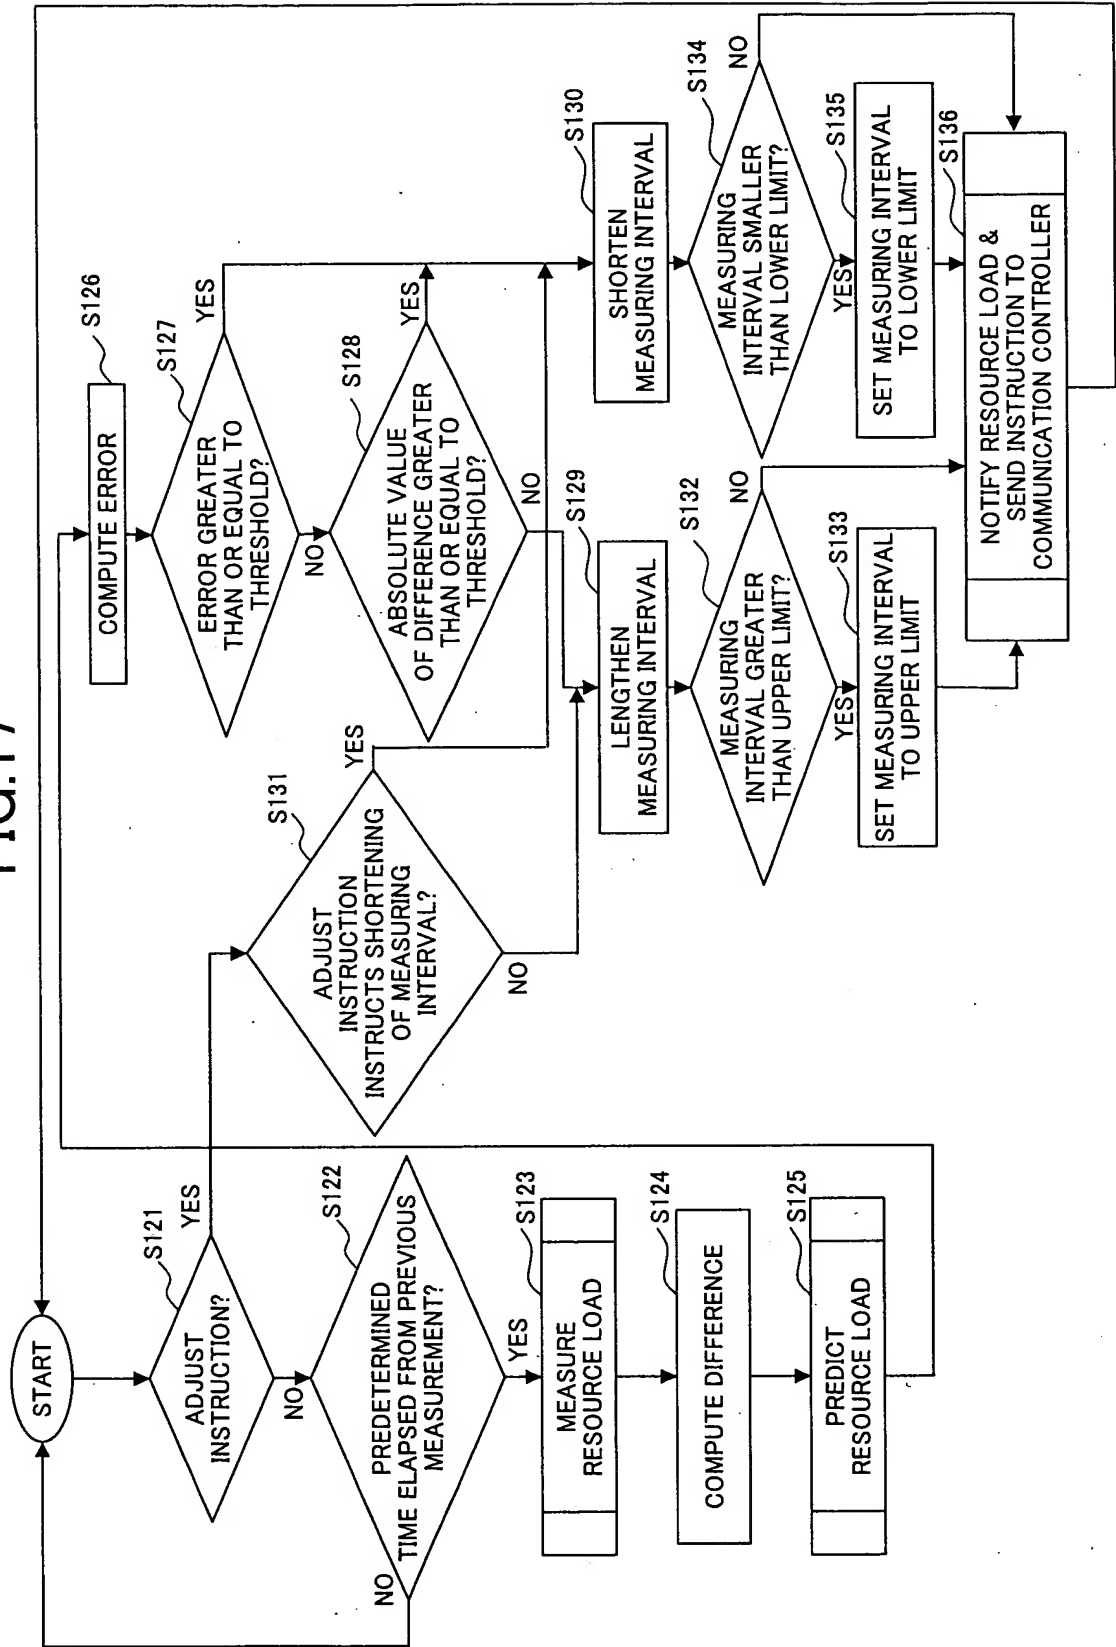 FIG.17
START
S121
ADJUST
INSTRUCTION?
YES
NO
S122
PREDETERMINED
TIME ELAPSED FROM PREVIOUS
MEASUREMENT?
NO
YES
S123
MEASURE
RESOURCE LOAD
S124
COMPUTE DIFFERENCE
S125
PREDICT
RESOURCE LOAD
S131
ADJUST
INSTRUCTION
INSTRUCTS SHORTENING
OF MEASURING
INTERVAL?
YES
NO
S126
COMPUTE ERROR
S127
ERROR GREATER
THAN OR EQUAL TO
THRESHOLD?
YES
NO
S128
ABSOLUTE VALUE
OF DIFFERENCE GREATER
THAN OR EQUAL TO
THRESHOLD?
YES
NO
S129
LENGTHEN
MEASURING INTERVAL
S132
MEASURING
INTERVAL GREATER
THAN UPPER LIMIT?
NO
YES
S133
SET MEASURING INTERVAL
TO UPPER LIMIT
S130
SHORTEN
MEASURING INTERVAL
S134
MEASURING
INTERVAL SMALLER
THAN LOWER LIMIT?
NO
YES
S135
SET MEASURING INTERVAL
TO LOWER LIMIT
S136
NOTIFY RESOURCE LOAD &
SEND INSTRUCTION TO
COMMUNICATION CONTROLLER